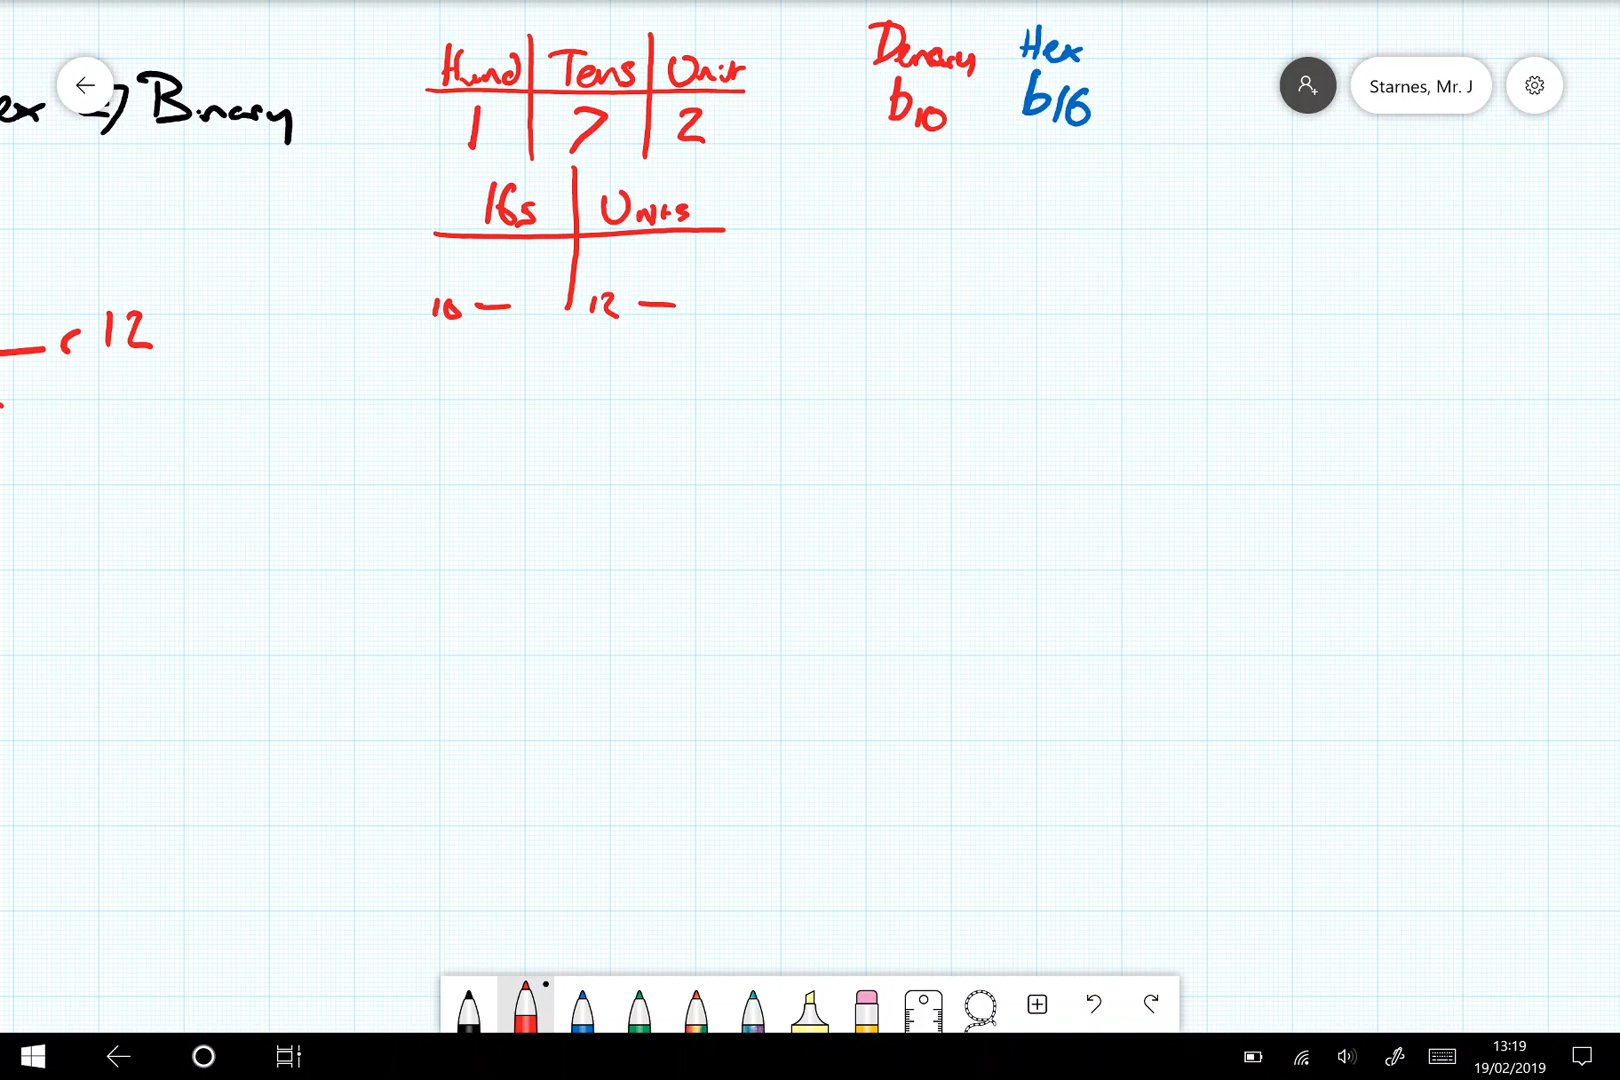 ex => Binary
Hund Tens Unit
1 7 2
Denary Hex
b10 b16
Starnes, Mr. J
16s Units
10 — 12 —
r 12
13:19
19/02/2019